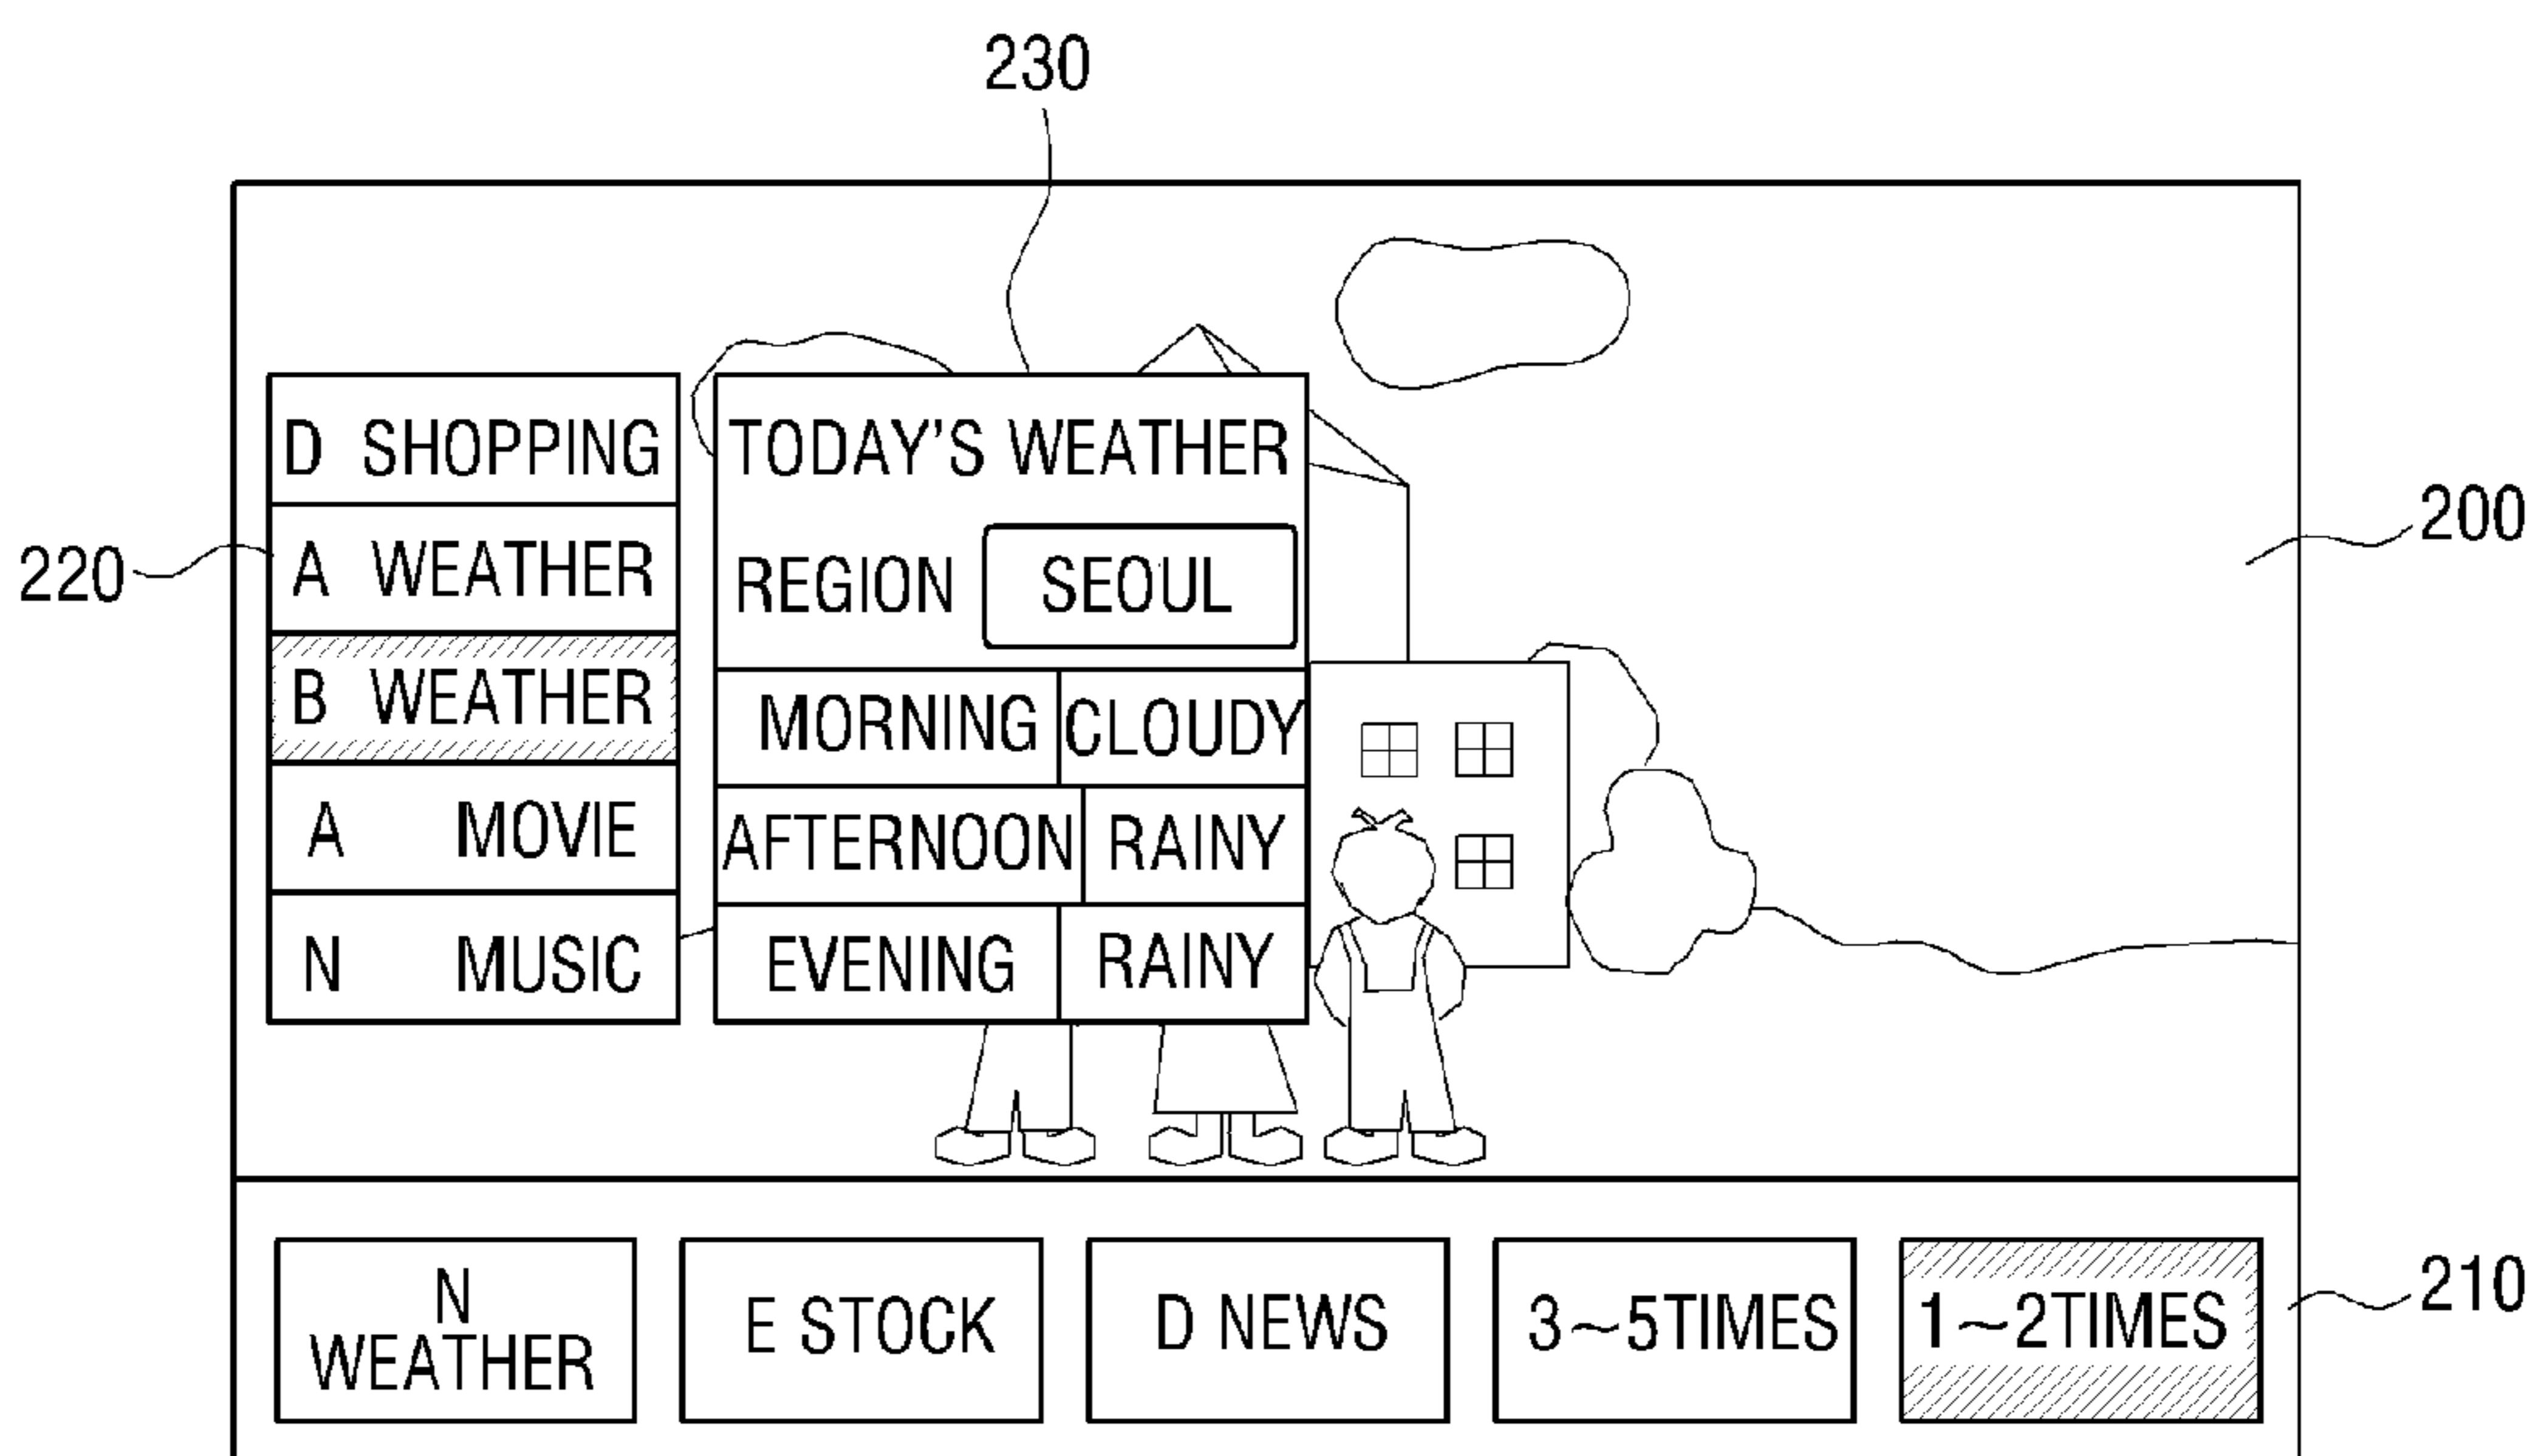 230
D SHOPPING
A WEATHER
B WEATHER
A MOVIE
N MUSIC
TODAY'S WEATHER
REGION SEOUL
MORNING CLOUDY
AFTERNOON RAINY
EVENING RAINY
220
200
N
WEATHER
E STOCK
D NEWS
3~5TIMES
1~2TIMES
210